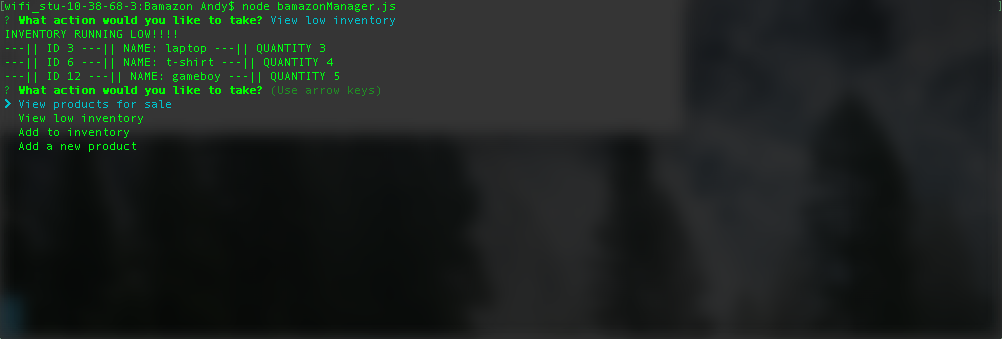 [wifi_stu-10-38-68-3:Bamazon Andy$ node bamazonManager.js ]
? What action would you like to take? View low inventory
INVENTORY RUNNING LOW!!!!
---|| ID 3 ---|| NAME: laptop ---|| QUANTITY 3
---|| ID 6 ---|| NAME: t-shirt ---|| QUANTITY 4
---|| ID 12 ---|| NAME: gameboy ---|| QUANTITY 5
? What action would you like to take? (Use arrow keys)
❯ View products for sale
View low inventory
Add to inventory
Add a new product